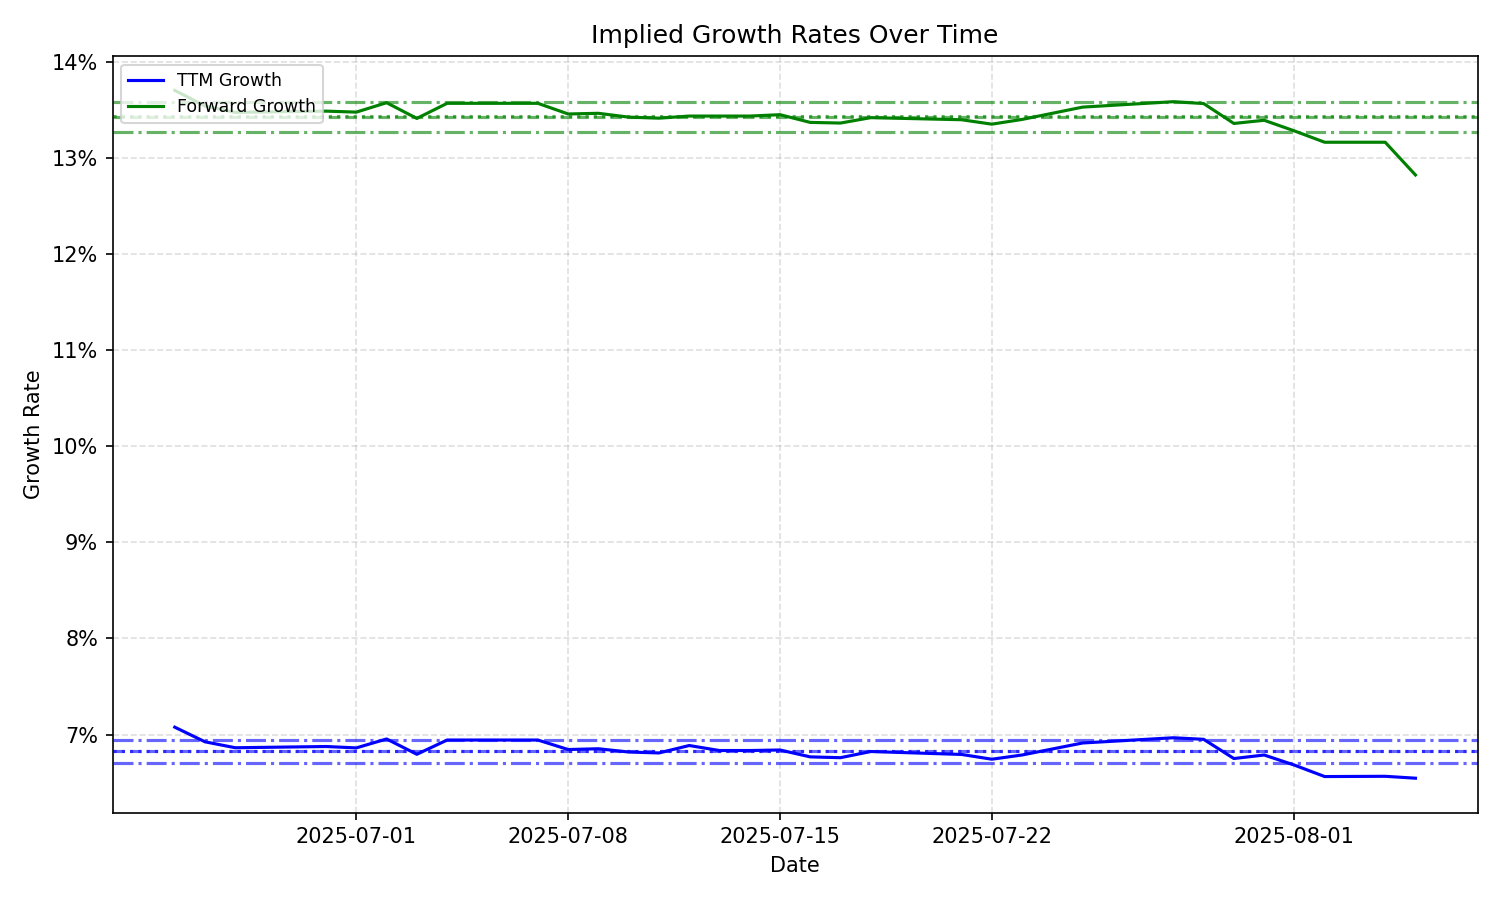 Implied Growth Rates Over Time
TTM Growth
Forward Growth
14%
13%
12%
11%
10%
9%
8%
7%
Growth Rate
2025-07-01
2025-07-08
2025-07-15
2025-07-22
2025-08-01
Date